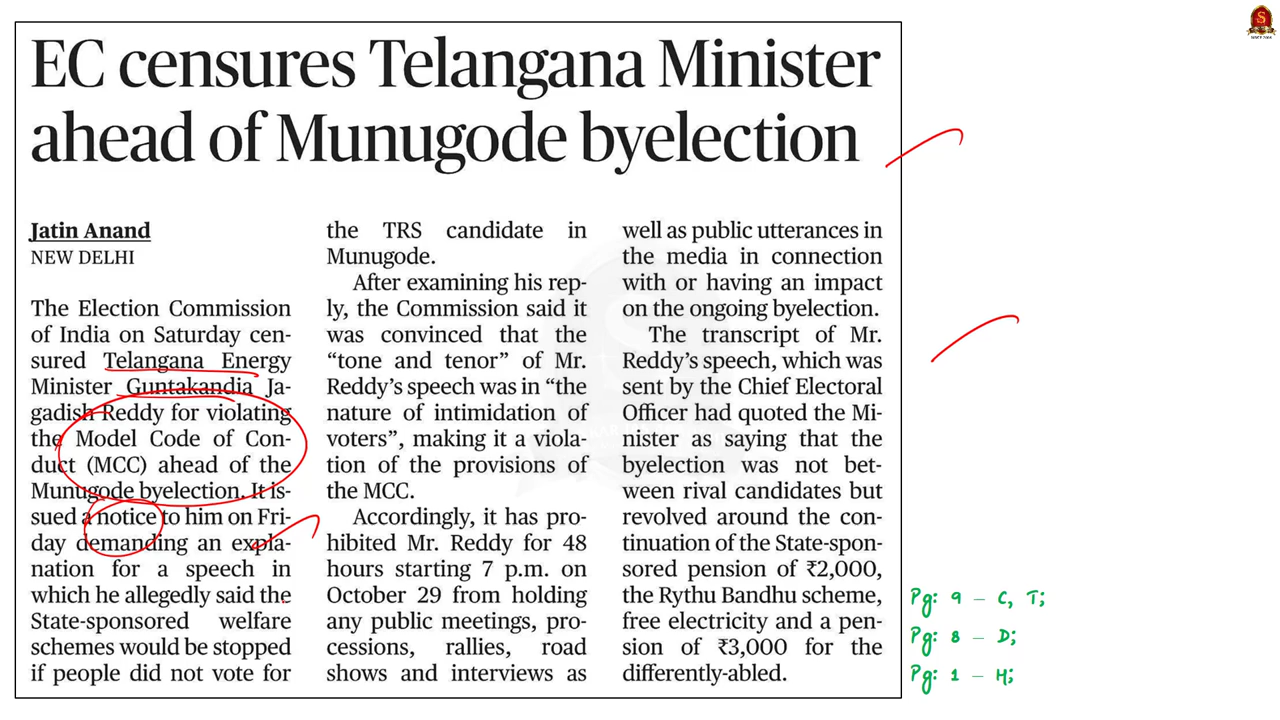 EC censures Telangana Minister
ahead of Munugode byelection
Jatin Anand
NEW DELHI
The Election Commission
of India on Saturday cen-
sured Telangana Energy
Minister Guntakandia Ja-
gadish Reddy for violating
the Model Code of Con-
duct (MCC) ahead of the
Munugode byelection. It is-
sued a notice to him on Fri-
day demanding an expla-
nation for a speech in
which he allegedly said the
State-sponsored welfare
schemes would be stopped
if people did not vote for
the TRS candidate in
Munugode.
After examining his rep-
ly, the Commission said it
was convinced that the
“tone and tenor” of Mr.
Reddy’s speech was in “the
nature of intimidation of
voters”, making it a viola-
tion of the provisions of
the MCC.
Accordingly, it has pro-
hibited Mr. Reddy for 48
hours starting 7 p.m. on
October 29 from holding
any public meetings, pro-
cessions, rallies, road
shows and interviews as
well as public utterances in
the media in connection
with or having an impact
on the ongoing byelection.
The transcript of Mr.
Reddy’s speech, which was
sent by the Chief Electoral
Officer had quoted the Mi-
nister as saying that the
byelection was not bet-
ween rival candidates but
revolved around the con-
tinuation of the State-spon-
sored pension of ₹2,000,
the Rythu Bandhu scheme,
free electricity and a pen-
sion of ₹3,000 for the
differently-abled.
Pg: 9 – C, T;
Pg: 8 – D;
Pg: 1 – H;